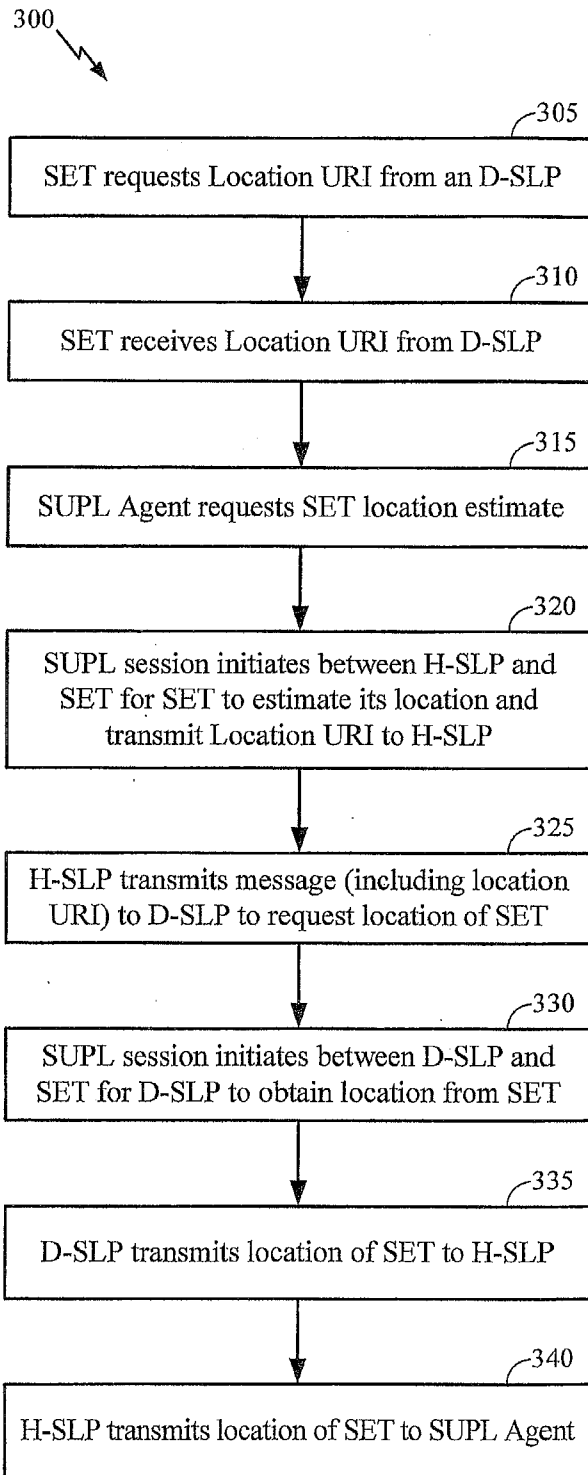 300
305
SET requests Location URI from an D-SLP
310
SET receives Location URI from D-SLP
315
SUPL Agent requests SET location estimate
320
SUPL session initiates between H-SLP and
SET for SET to estimate its location and
transmit Location URI to H-SLP
325
H-SLP transmits message (including location
URI) to D-SLP to request location of SET
330
SUPL session initiates between D-SLP and
SET for D-SLP to obtain location from SET
335
D-SLP transmits location of SET to H-SLP
340
H-SLP transmits location of SET to SUPL Agent